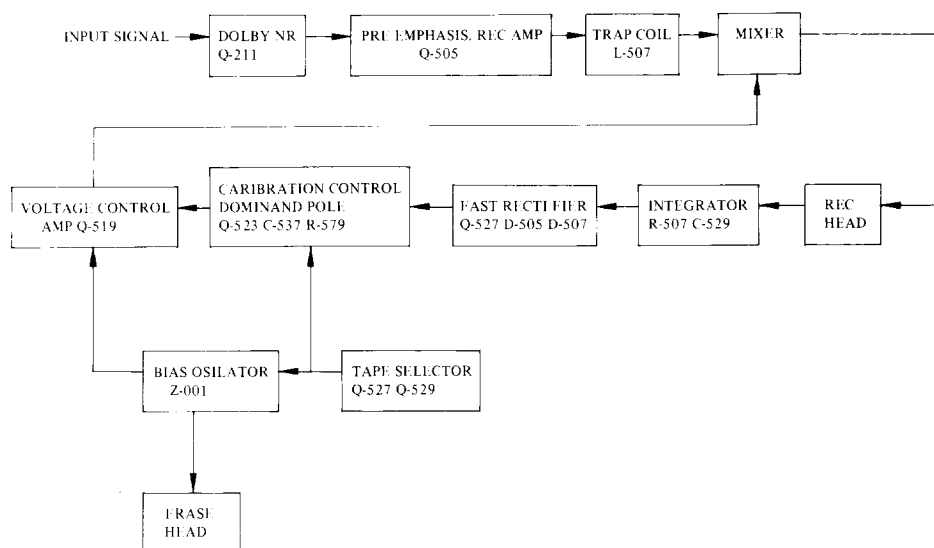 INPUT SIGNAL
DOLBY NR
Q-211
PRE EMPHASIS. REC AMP
Q-505
TRAP COIL
L-507
MIXER
VOLTAGE CONTROL
AMP Q-519
CARIBRATION CONTROL
DOMINAND POLE
Q-523 C-537 R-579
FAST RECTIFIER
Q-527 D-505 D-507
INTEGRATOR
R-507 C-529
REC
HEAD
BIAS OSILATOR
Z-001
TAPE SELECTOR
Q-527 Q-529
ERASE
HEAD